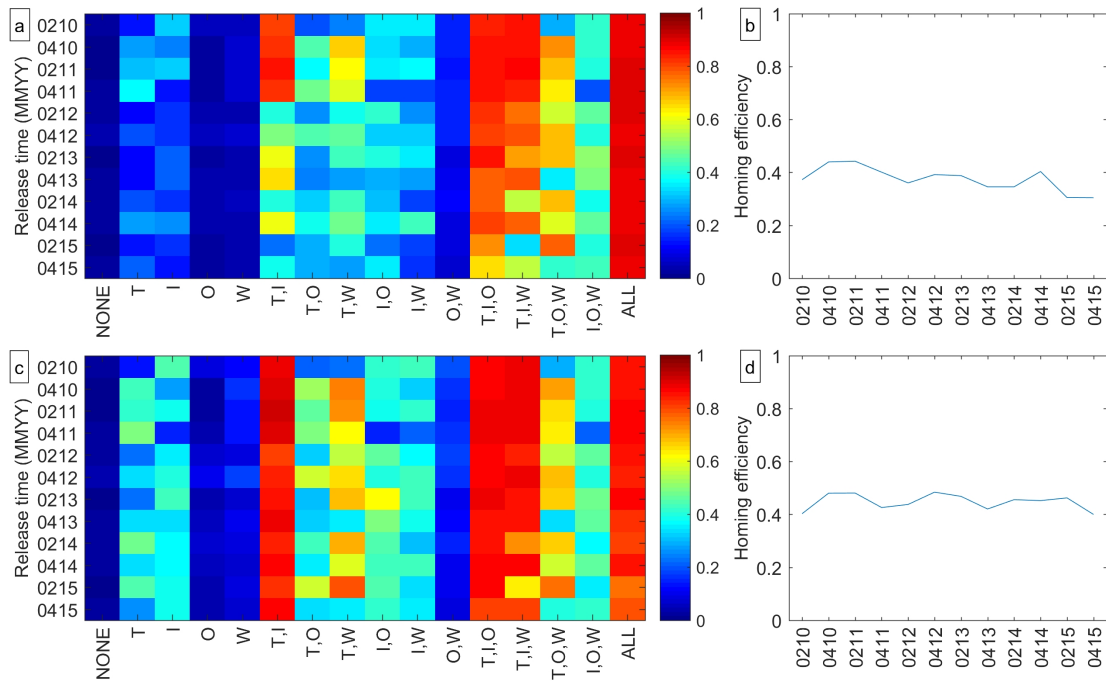 a
Release time (MMYY)
0210
0410
0211
0411
0212
0412
0213
0413
0214
0414
0215
0415
NONE
T
I
O
W
T,I
T,O
T,W
I,O
I,W
O,W
T,I,O
T,I,W
T,O,W
I,O,W
ALL
1
0.8
0.6
0.4
0.2
0
b
Homing efficiency
1
0.8
0.6
0.4
0.2
0
0210
0410
0211
0411
0212
0412
0213
0413
0214
0414
0215
0415
c
Release time (MMYY)
0210
0410
0211
0411
0212
0412
0213
0413
0214
0414
0215
0415
NONE
T
I
O
W
T,I
T,O
T,W
I,O
I,W
O,W
T,I,O
T,I,W
T,O,W
I,O,W
ALL
1
0.8
0.6
0.4
0.2
0
d
Homing efficiency
1
0.8
0.6
0.4
0.2
0
0210
0410
0211
0411
0212
0412
0213
0413
0214
0414
0215
0415